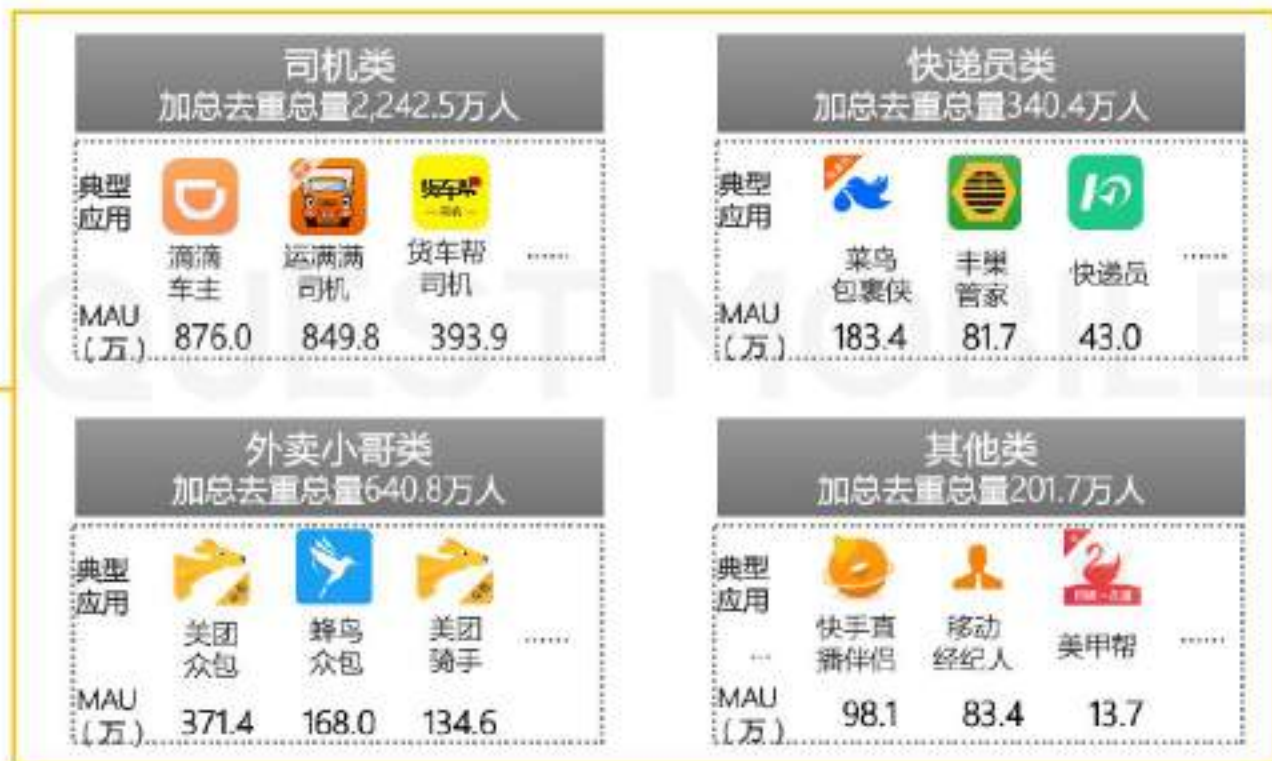 司机类
加总去重总量2,242.5万人
典型
应用
货车帮
滴滴
车主
运满满
司机
货车帮
司机
......
MAU
（万）
876.0
849.8
393.9
快递员类
加总去重总量340.4万人
典型
应用
菜鸟
包裹侠
丰巢
管家
快递员
......
MAU
（万）
183.4
81.7
43.0
外卖小哥类
加总去重总量640.8万人
典型
应用
美团
众包
蜂鸟
众包
美团
骑手
......
MAU
（万）
371.4
168.0
134.6
其他类
加总去重总量201.7万人
典型
应用
...
快手直
播伴侣
移动
经纪人
美甲帮
......
MAU
（万）
98.1
83.4
13.7
QUEST MOBILE